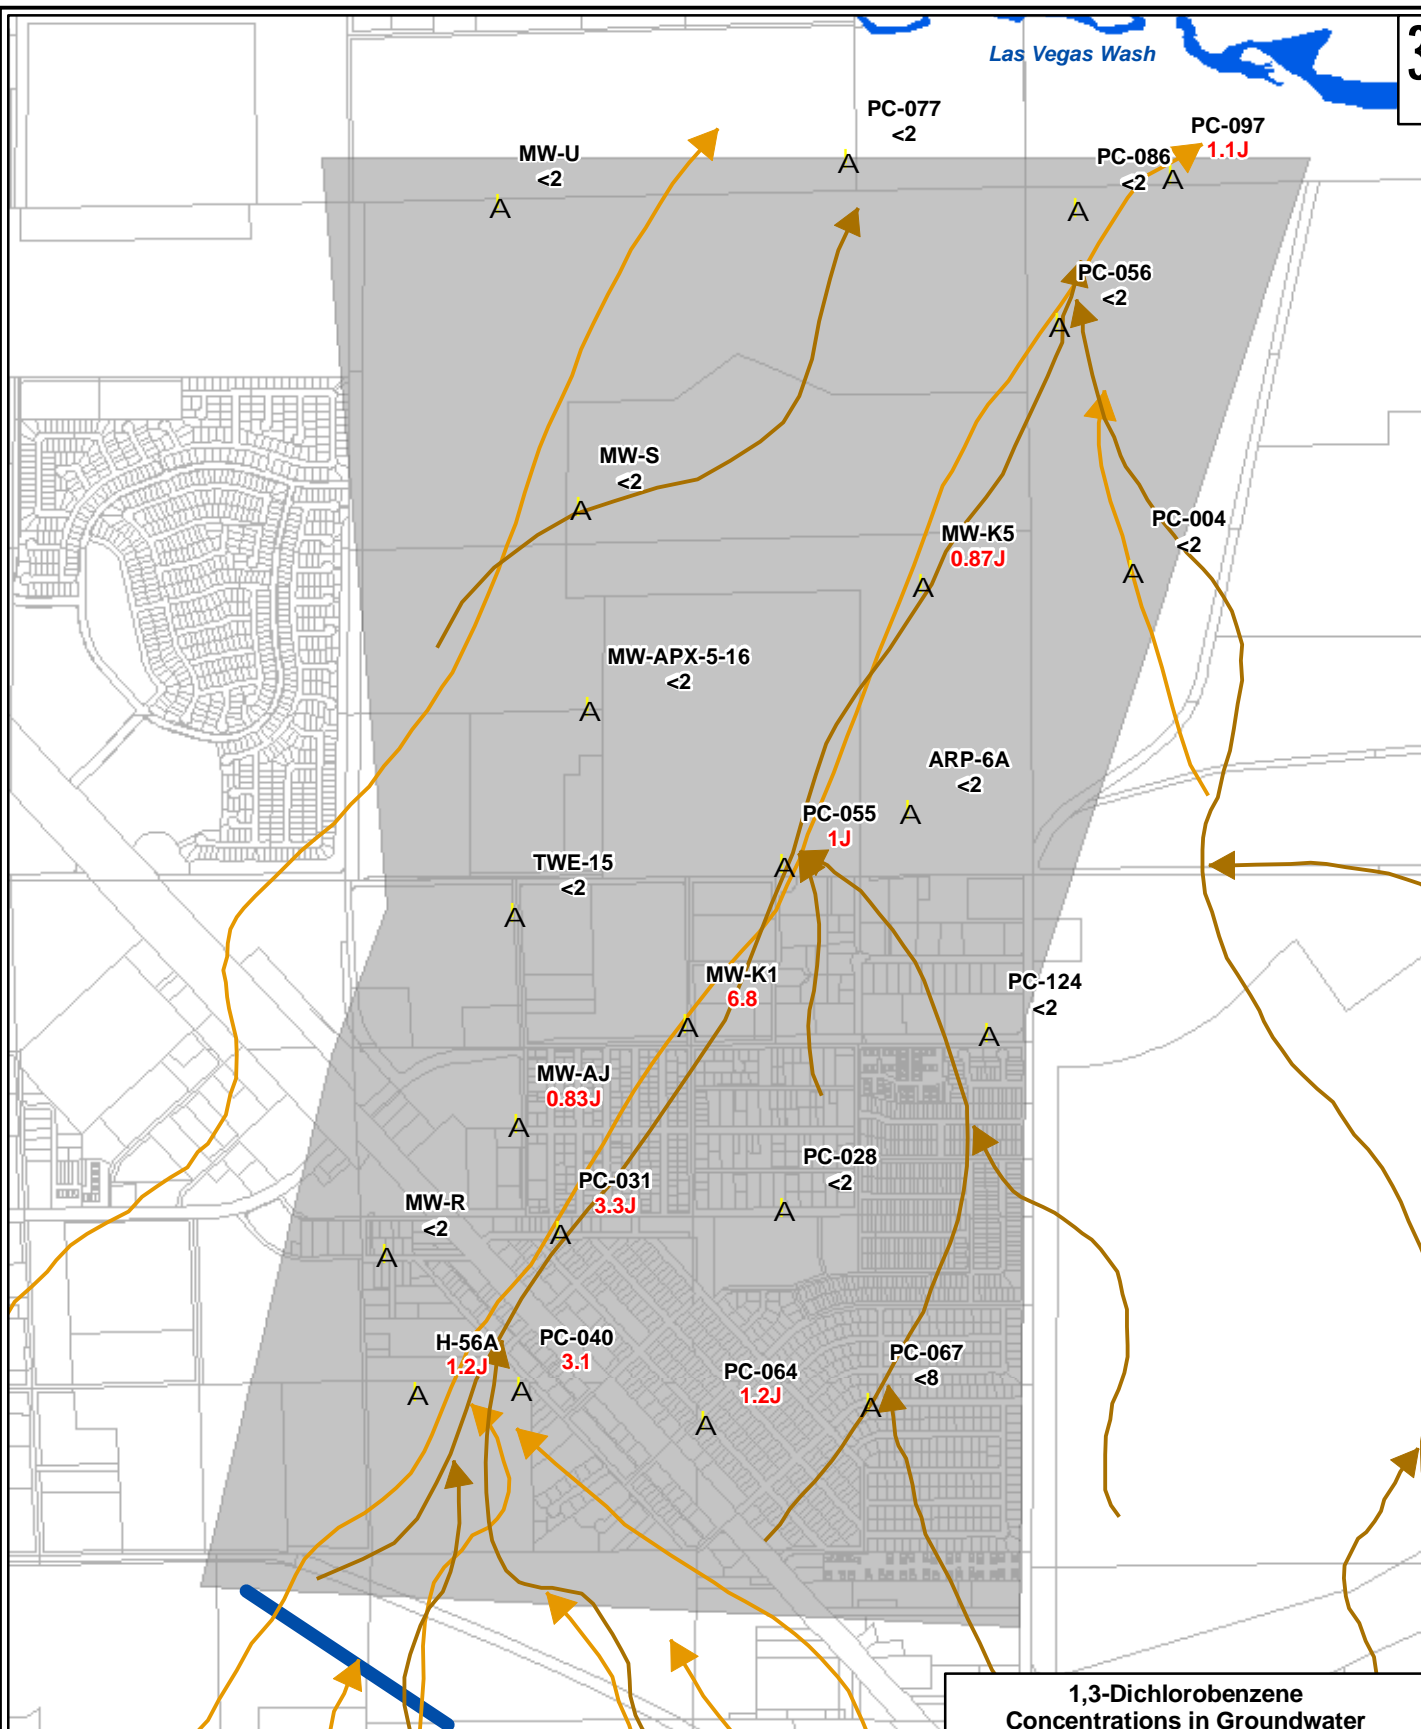 3
Las Vegas Wash
PC-077
<2
PC-097
1.1J
PC-086
<2
MW-U
<2
A
A
A
A
PC-056
<2
A
MW-S
<2
A
PC-004
<2
A
MW-K5
0.87J
A
MW-APX-5-16
<2
A
ARP-6A
<2
A
PC-055
1J
A
TWE-15
<2
A
MW-K1
6.8
A
PC-124
<2
A
MW-AJ
0.83J
A
PC-028
<2
A
PC-031
3.3J
A
MW-R
<2
A
H-56A
1.2J
A
PC-040
3.1
A
PC-064
1.2J
A
PC-067
<8
A
1,3-Dichlorobenzene
Concentrations in Groundwater